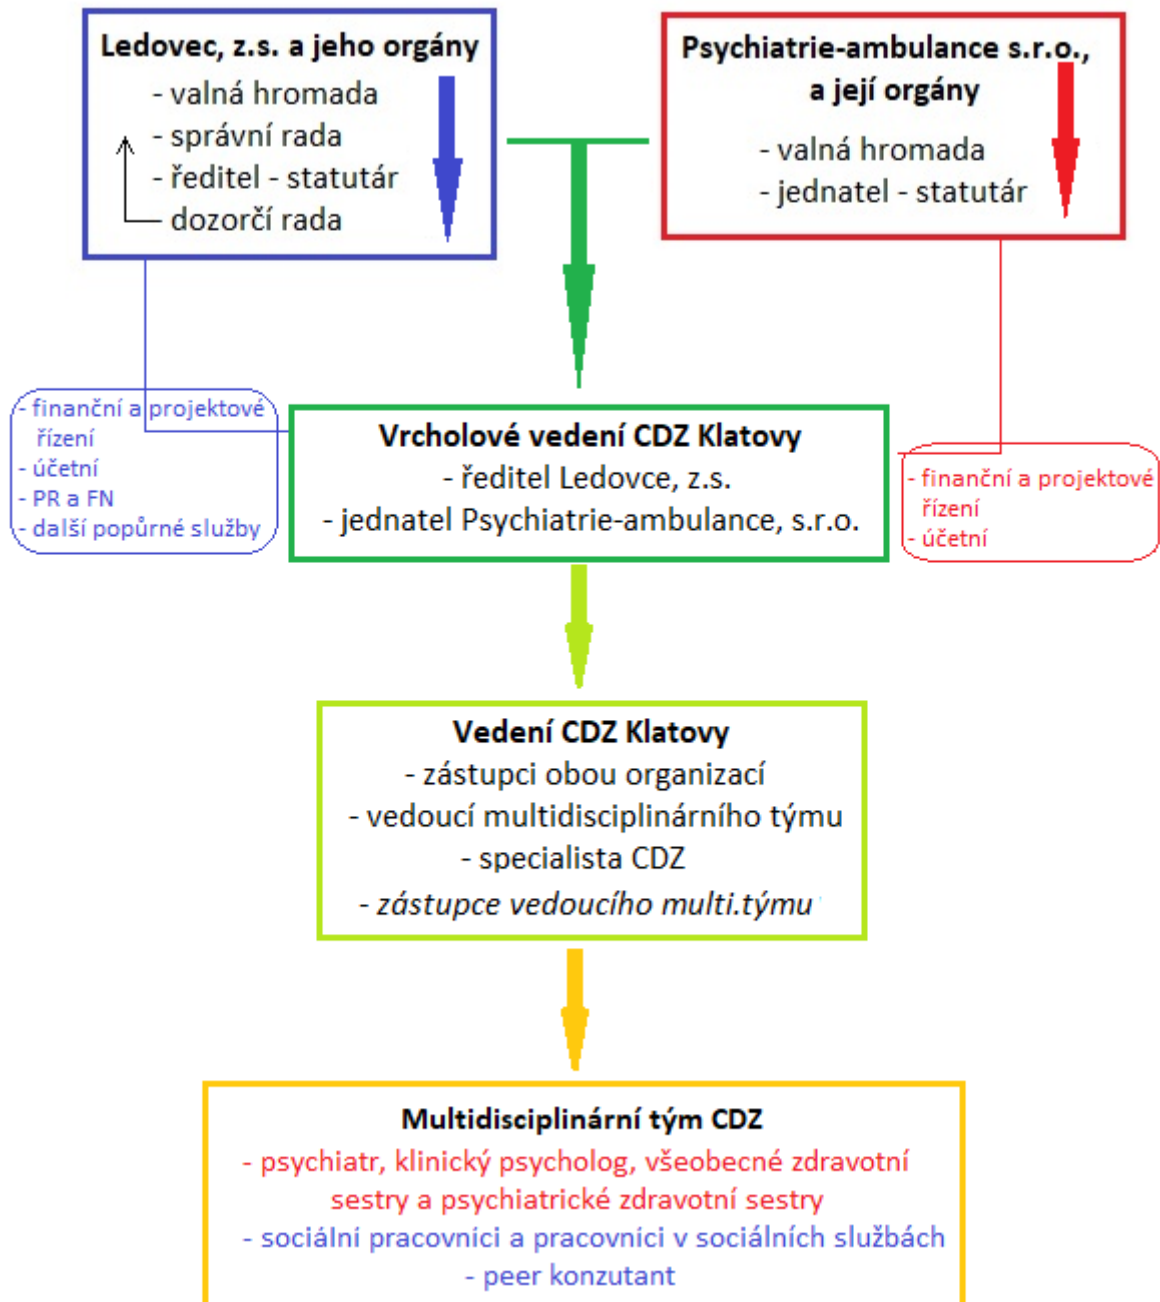 Ledovec, z.s. a jeho orgány
- valná hromada
- správní rada
- ředitel - statutár
- dozorčí rada
Psychiatrie-ambulance s.r.o.,
a její orgány
- valná hromada
- jednatel - statutár
- finanční a projektové
řízení
- účetní
- PR a FN
- další popůrné služby
Vrcholové vedení CDZ Klatovy
- ředitel Ledovce, z.s.
- jednatel Psychiatrie-ambulance, s.r.o.
- finanční a projektové
řízení
- účetní
Vedení CDZ Klatovy
- zástupci obou organizací
- vedoucí multidisciplinárního týmu
- specialista CDZ
- zástupce vedoucího multi.týmu
Multidisciplinární tým CDZ
- psychiatr, klinický psycholog, všeobecné zdravotní
sestry a psychiatrické zdravotní sestry
- sociální pracovníci a pracovníci v sociálních službách
- peer konzutant